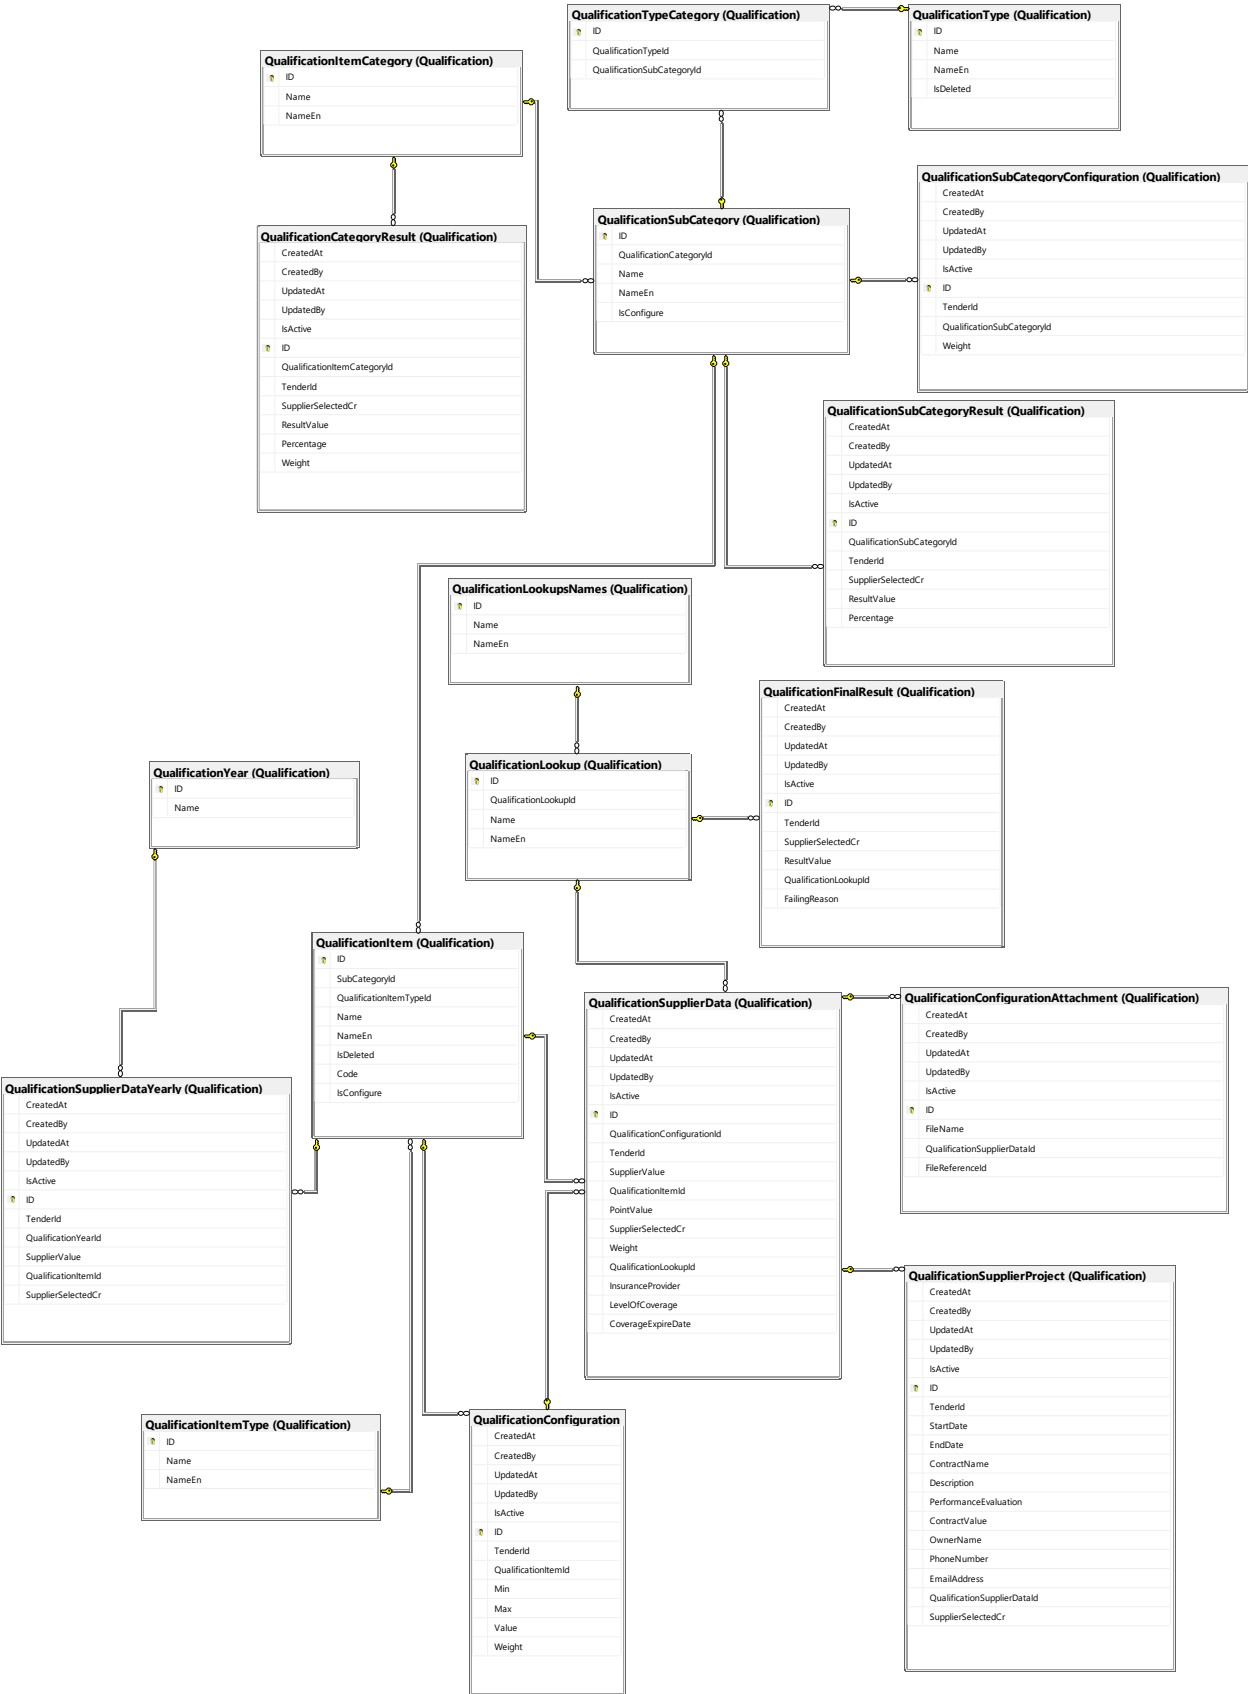 QualificationTypeCategory (Qualification)
ID
QualificationTypeId
QualificationSubCategoryId
QualificationType (Qualification)
ID
Name
NameEn
IsDeleted
QualificationItemCategory (Qualification)
ID
Name
NameEn
QualificationSubCategoryConfiguration (Qualification)
CreatedAt
CreatedBy
UpdatedAt
UpdatedBy
IsActive
ID
TenderId
QualificationSubCategoryId
Weight
QualificationSubCategory (Qualification)
ID
QualificationCategoryId
Name
NameEn
IsConfigure
QualificationCategoryResult (Qualification)
CreatedAt
CreatedBy
UpdatedAt
UpdatedBy
IsActive
ID
QualificationItemCategoryId
TenderId
SupplierSelectedCr
ResultValue
Percentage
Weight
QualificationSubCategoryResult (Qualification)
CreatedAt
CreatedBy
UpdatedAt
UpdatedBy
IsActive
ID
QualificationSubCategoryId
TenderId
SupplierSelectedCr
ResultValue
Percentage
QualificationLookupsNames (Qualification)
ID
Name
NameEn
QualificationFinalResult (Qualification)
CreatedAt
CreatedBy
UpdatedAt
UpdatedBy
IsActive
ID
TenderId
SupplierSelectedCr
ResultValue
QualificationLookupId
FailingReason
QualificationLookup (Qualification)
ID
QualificationLookupId
Name
NameEn
QualificationYear (Qualification)
ID
Name
QualificationItem (Qualification)
ID
SubCategoryId
QualificationItemTypeId
Name
NameEn
IsDeleted
Code
IsConfigure
QualificationSupplierData (Qualification)
CreatedAt
CreatedBy
UpdatedAt
UpdatedBy
IsActive
ID
QualificationConfigurationId
TenderId
SupplierValue
QualificationItemId
PointValue
SupplierSelectedCr
Weight
QualificationLookupId
InsuranceProvider
LevelOfCoverage
CoverageExpireDate
QualificationConfigurationAttachment (Qualification)
CreatedAt
CreatedBy
UpdatedAt
UpdatedBy
IsActive
ID
FileName
QualificationSupplierDataId
FileReferenceId
QualificationSupplierDataYearly (Qualification)
CreatedAt
CreatedBy
UpdatedAt
UpdatedBy
IsActive
ID
TenderId
QualificationYearId
SupplierValue
QualificationItemId
SupplierSelectedCr
QualificationSupplierProject (Qualification)
CreatedAt
CreatedBy
UpdatedAt
UpdatedBy
IsActive
ID
TenderId
StartDate
EndDate
ContractName
Description
PerformanceEvaluation
ContractValue
OwnerName
PhoneNumber
EmailAddress
QualificationSupplierDataId
SupplierSelectedCr
QualificationItemType (Qualification)
ID
Name
NameEn
QualificationConfiguration
CreatedAt
CreatedBy
UpdatedAt
UpdatedBy
IsActive
ID
TenderId
QualificationItemId
Min
Max
Value
Weight